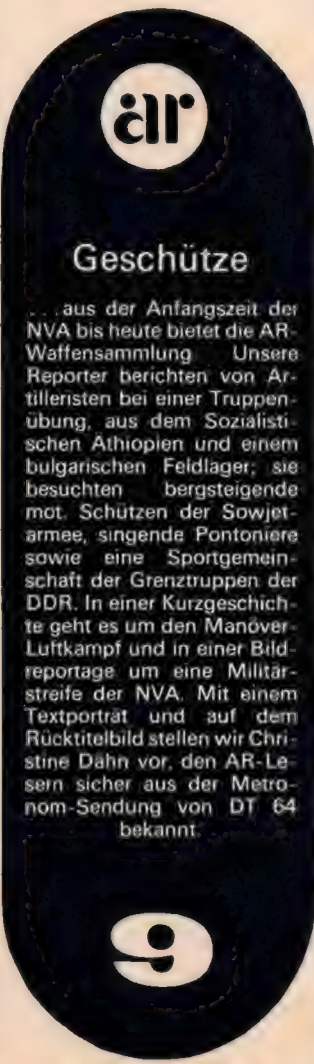 ar
Geschütze
...aus der Anfangszeit der
NVA bis heute bietet die AR-
Waffensammlung Unsere
Reporter berichten von Ar-
tilleristen bei einer Truppen-
übung, aus dem Sozialisti-
schen Äthiopien und einem
bulgarischen Feldlager; sie
besuchten bergsteigende
mot. Schützen der Sowjet-
armee, singende Pontoniere
sowie eine Sportgemein-
schaft der Grenztruppen der
DDR. In einer Kurzgeschich-
te geht es um den Manöver-
Luftkampf und in einer Bild-
reportage um eine Militär-
streife der NVA. Mit einem
Textporträt und auf dem
Rücktitelbild stellen wir Chri-
stine Dahn vor, den AR-Le-
sern sicher aus der Metro-
nom-Sendung von DT 64
bekannt.
9